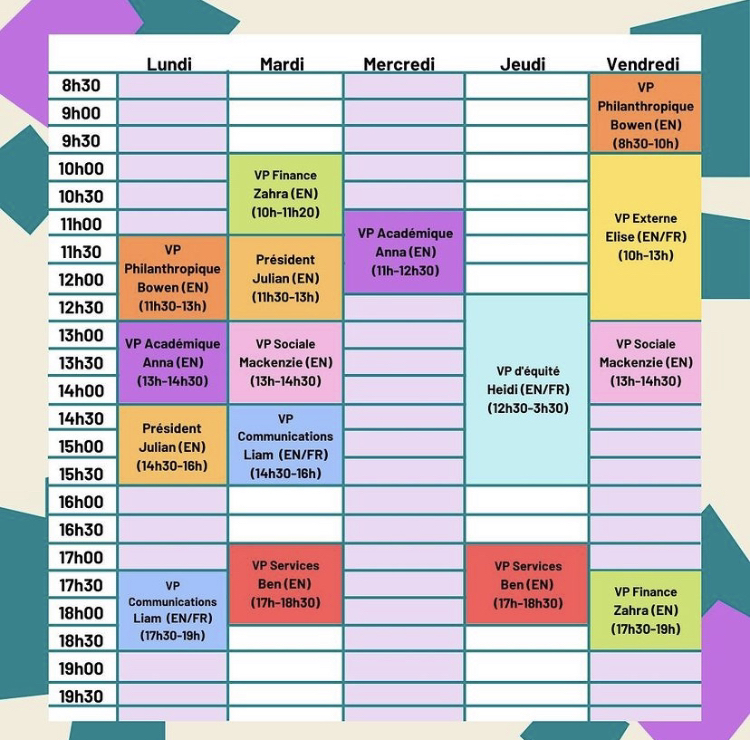 Lundi Mardi Mercredi Jeudi Vendredi
8h30
9h00
9h30
10h00
10h30
11h00
11h30
12h00
12h30
13h00
13h30
14h00
14h30
15h00
15h30
16h00
16h30
17h00
17h30
18h00
18h30
19h00
19h30
VP
Philanthropique
Bowen (EN)
(11h30-13h)
VP Académique
Anna (EN)
(13h-14h30)
Président
Julian (EN)
(14h30-16h)
VP
Communications
Liam (EN/FR)
(17h30-19h)
VP Finance
Zahra (EN)
(10h-11h20)
Président
Julian (EN)
(11h30-13h)
VP Sociale
Mackenzie (EN)
(13h-14h30)
VP
Communications
Liam (EN/FR)
(14h30-16h)
VP Services
Ben (EN)
(17h-18h30)
VP Académique
Anna (EN)
(11h-12h30)
VP d'équité
Heidi (EN/FR)
(12h30-3h30)
VP Services
Ben (EN)
(17h-18h30)
VP
Philanthropique
Bowen (EN)
(8h30-10h)
VP Externe
Elise (EN/FR)
(10h-13h)
VP Sociale
Mackenzie (EN)
(13h-14h30)
VP Finance
Zahra (EN)
(17h30-19h)